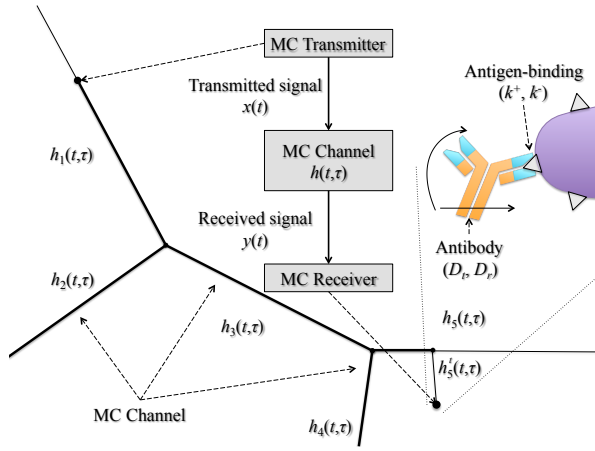 MC Transmitter
Transmitted signal
x(t)
Antigen-binding
(k⁺, k⁻)
h₁(t,τ)
MC Channel
h(t,τ)
Received signal
y(t)
Antibody
(Dₜ, Dᵣ)
h₂(t,τ)
MC Receiver
h₃(t,τ)
h₅(t,τ)
h₅ᵗ(t,τ)
MC Channel
h₄(t,τ)